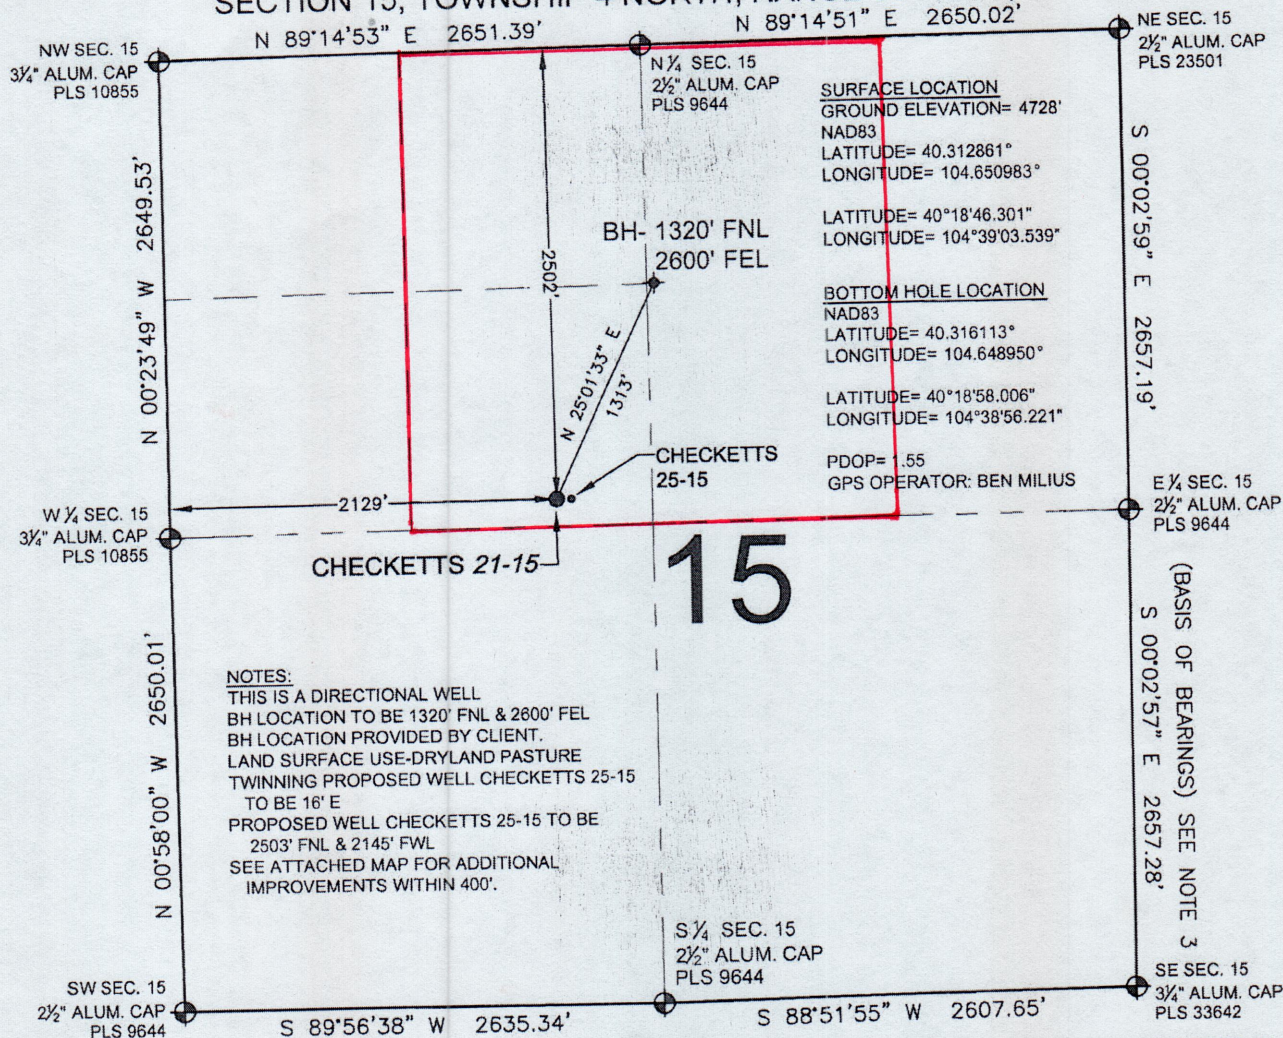 SECTION 15, TOWNSHIP 4 NORTH,
N 89°14'53" E 2651.39'
N 89°14'51" E 2650.02'
NW SEC. 15
3¼" ALUM. CAP
PLS 10855
N ¼ SEC. 15
2½" ALUM. CAP
PLS 9644
NE SEC. 15
2½" ALUM. CAP
PLS 23501
SURFACE LOCATION
GROUND ELEVATION= 4728'
NAD83
LATITUDE= 40.312861°
LONGITUDE= 104.650983°
LATITUDE= 40°18'46.301"
LONGITUDE= 104°39'03.539"
BOTTOM HOLE LOCATION
NAD83
LATITUDE= 40.316113°
LONGITUDE= 104.648950°
LATITUDE= 40°18'58.006"
LONGITUDE= 104°38'56.221"
PDOP= 1.55
GPS OPERATOR: BEN MILIUS
N 00°23'49" W 2649.53'
2502'
BH- 1320' FNL
2600' FEL
N 25°01'33" E
1313'
S 00°02'59" E 2657.19'
CHECKETTS
25-15
2129'
W ¼ SEC. 15
3¼" ALUM. CAP
PLS 10855
E ¼ SEC. 15
2½" ALUM. CAP
PLS 9644
CHECKETTS 21-15
15
N 00°58'00" W 2650.01'
NOTES:
THIS IS A DIRECTIONAL WELL
BH LOCATION TO BE 1320' FNL & 2600' FEL
BH LOCATION PROVIDED BY CLIENT.
LAND SURFACE USE-DRYLAND PASTURE
TWINNING PROPOSED WELL CHECKETTS 25-15
TO BE 16' E
PROPOSED WELL CHECKETTS 25-15 TO BE
2503' FNL & 2145' FWL
SEE ATTACHED MAP FOR ADDITIONAL
IMPROVEMENTS WITHIN 400'.
S 00°02'57" E 2657.28'
(BASIS OF BEARINGS) SEE NOTE 3
SW SEC. 15
2½" ALUM. CAP
PLS 9644
S ¼ SEC. 15
2½" ALUM. CAP
PLS 9644
SE SEC. 15
3¼" ALUM. CAP
PLS 33642
S 89°56'38" W 2635.34'
S 88°51'55" W 2607.65'